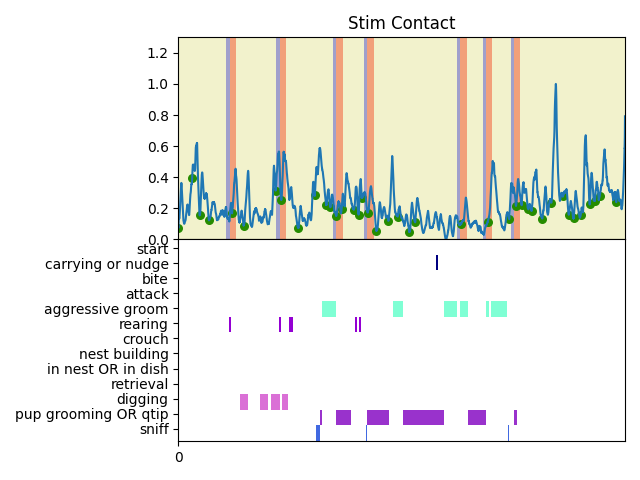 Stim Contact
1.2
1.0
0.8
0.6
0.4
0.2
0.0
start
carrying or nudge
bite
attack
aggressive groom
rearing
crouch
nest building
in nest OR in dish
retrieval
digging
pup grooming OR qtip
sniff
0